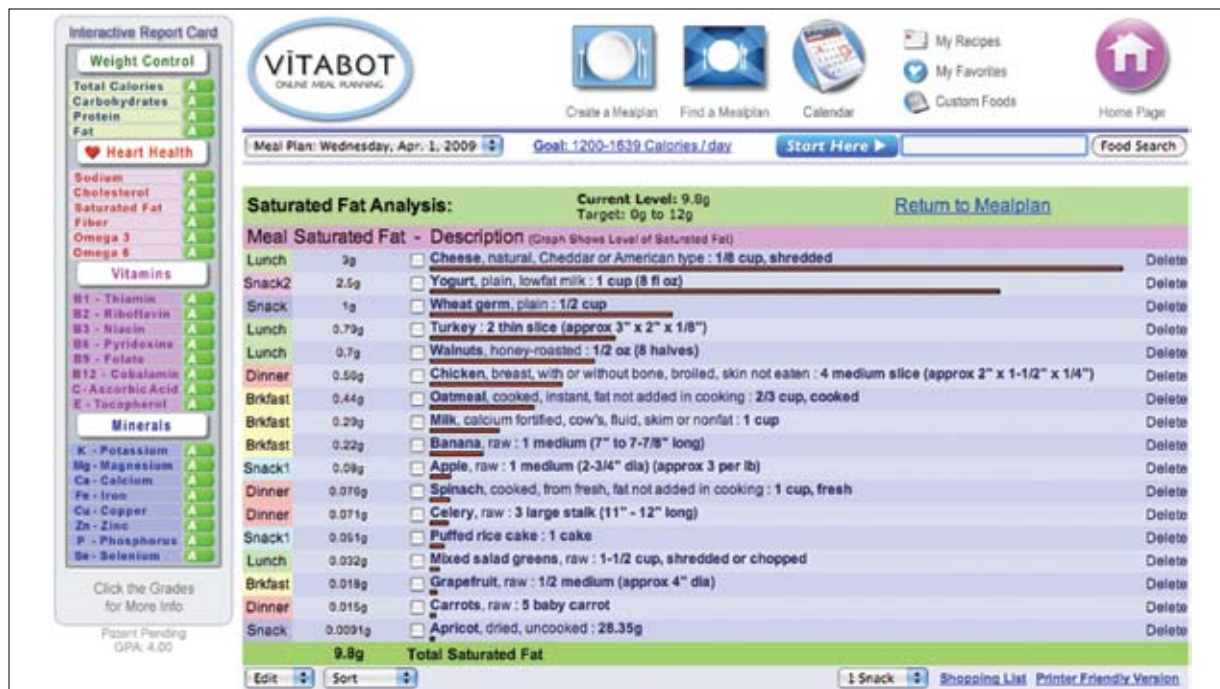 Interactive Report Card
Weight Control
Total Calories A
Carbohydrates A
Protein A
Fat A
Heart Health
Sodium A
Cholesterol A
Saturated Fat A
Fiber A
Omega 3 A
Omega 6 A
Vitamins
B1 - Thiamin A
B2 - Riboflavin A
B3 - Niacin A
B6 - Pyridoxine A
B9 - Folate A
B12 - Cobalamin A
C - Ascorbic Acid A
E - Tocopherol A
Minerals
K - Potassium A
Mg - Magnesium A
Ca - Calcium A
Fe - Iron A
Cu - Copper A
Zn - Zinc A
P - Phosphorus A
Se - Selenium A
Click the Grades
for More Info
Patent Pending
GPA: 4.00
VĪTABOT
ONLINE MEAL PLANNING
Create a Mealplan
Find a Mealplan
Calendar
My Recipes
My Favorites
Custom Foods
Home Page
Meal Plan: Wednesday, Apr. 1, 2009 Goal: 1200-1639 Calories / day Start Here Food Search
Saturated Fat Analysis: Current Level: 9.8g Return to Mealplan
Target: 0g to 12g
Meal Saturated Fat - Description (Graph Shows Level of Saturated Fat)
Lunch 3g Cheese, natural, Cheddar or American type : 1/8 cup, shredded Delete
Snack2 2.5g Yogurt, plain, lowfat milk : 1 cup (8 fl oz) Delete
Snack 1g Wheat germ, plain : 1/2 cup Delete
Lunch 0.79g Turkey : 2 thin slice (approx 3" x 2" x 1/8") Delete
Lunch 0.7g Walnuts, honey-roasted : 1/2 oz (8 halves) Delete
Dinner 0.56g Chicken, breast, with or without bone, broiled, skin not eaten : 4 medium slice (approx 2" x 1-1/2" x 1/4") Delete
Brkfast 0.44g Oatmeal, cooked, instant, fat not added in cooking : 2/3 cup, cooked Delete
Brkfast 0.29g Milk, calcium fortified, cow's, fluid, skim or nonfat : 1 cup Delete
Brkfast 0.22g Banana, raw : 1 medium (7" to 7-7/8" long) Delete
Snack1 0.08g Apple, raw : 1 medium (2-3/4" dia) (approx 3 per lb) Delete
Dinner 0.076g Spinach, cooked, from fresh, fat not added in cooking : 1 cup, fresh Delete
Dinner 0.071g Celery, raw : 3 large stalk (11" - 12" long) Delete
Snack1 0.051g Puffed rice cake : 1 cake Delete
Lunch 0.032g Mixed salad greens, raw : 1-1/2 cup, shredded or chopped Delete
Brkfast 0.018g Grapefruit, raw : 1/2 medium (approx 4" dia) Delete
Dinner 0.015g Carrots, raw : 5 baby carrot Delete
Snack 0.0091g Apricot, dried, uncooked : 28.35g Delete
9.8g Total Saturated Fat
Edit Sort 1 Snack Shopping List Printer Friendly Version